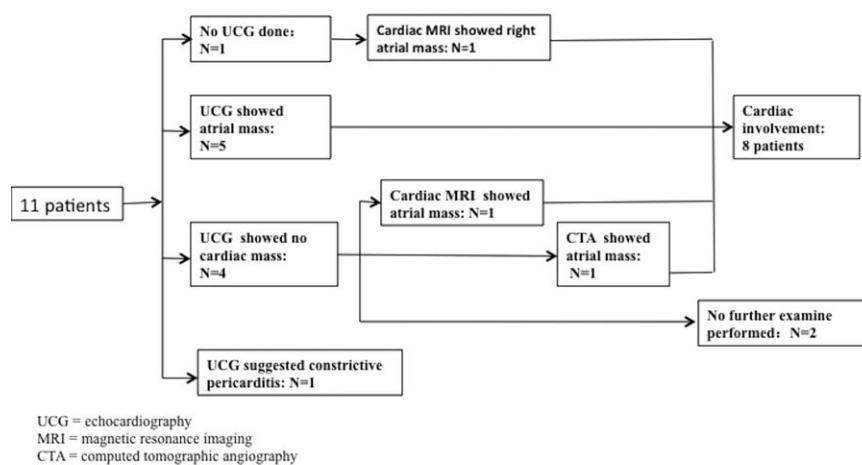 No UCG done：
N=1
Cardiac MRI showed right
atrial mass: N=1
UCG showed
atrial mass:
N=5
Cardiac
involvement:
8 patients
11 patients
Cardiac MRI  showed
atrial mass: N=1
UCG  showed no
cardiac mass:
N=4
CTA showed
atrial mass:
N=1
No further examine
performed：N=2
UCG suggested constrictive
pericarditis: N=1
UCG = echocardiography
MRI = magnetic resonance imaging
CTA = computed tomographic angiography